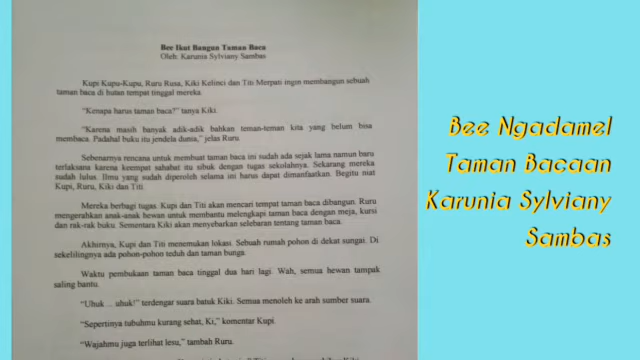 Bee Ikut Bangun Taman Baca
Oleh: Karunia Sylviany Sambas
Kupi Kupu-Kupu, Ruru Rusa, Kiki Kelinci dan Titi Merpati ingin membangun sebuah
taman baca di hutan tempat tinggal mereka.
"Kenapa harus taman baca?" tanya Kiki.
"Karena masih banyak adik-adik bahkan teman-teman kita yang belum bisa
membaca. Padahal buku itu jendela dunia," jelas Ruru.
Sebenarnya rencana untuk membuat taman baca ini sudah ada sejak lama namun baru
terlaksana karena keempat sahabat itu sibuk dengan tugas sekolahnya. Sekarang mereka
sudah lulus. Ilmu yang sudah diperoleh selama ini harus dapat dimanfaatkan. Begitu niat
Kupi, Ruru, Kiki dan Titi.
Mereka berbagi tugas. Kupi dan Titi akan mencari tempat taman baca dibangun. Ruru
mengerahkan anak-anak hewan untuk membantu melengkapi taman baca dengan meja, kursi
dan rak-rak buku. Sementara Kiki akan menyebarkan selebaran tentang taman baca.
Akhirnya, Kupi dan Titi menemukan lokasi. Sebuah rumah pohon di dekat sungai. Di
sekelilingnya ada pohon-pohon teduh dan taman bunga.
Waktu pembukaan taman baca tinggal dua hari lagi. Wah, semua hewan tampak
saling bantu.
"Uhuk ... uhuk!" terdengar suara batuk Kiki. Semua menoleh ke arah sumber suara.
"Sepertinya tubuhmu kurang sehat, Ki," komentar Kupi.
"Wajahmu juga terlihat lesu," tambah Ruru.
Bee Ngadamel
Taman Bacaan
Karunia Sylviany
Sambas